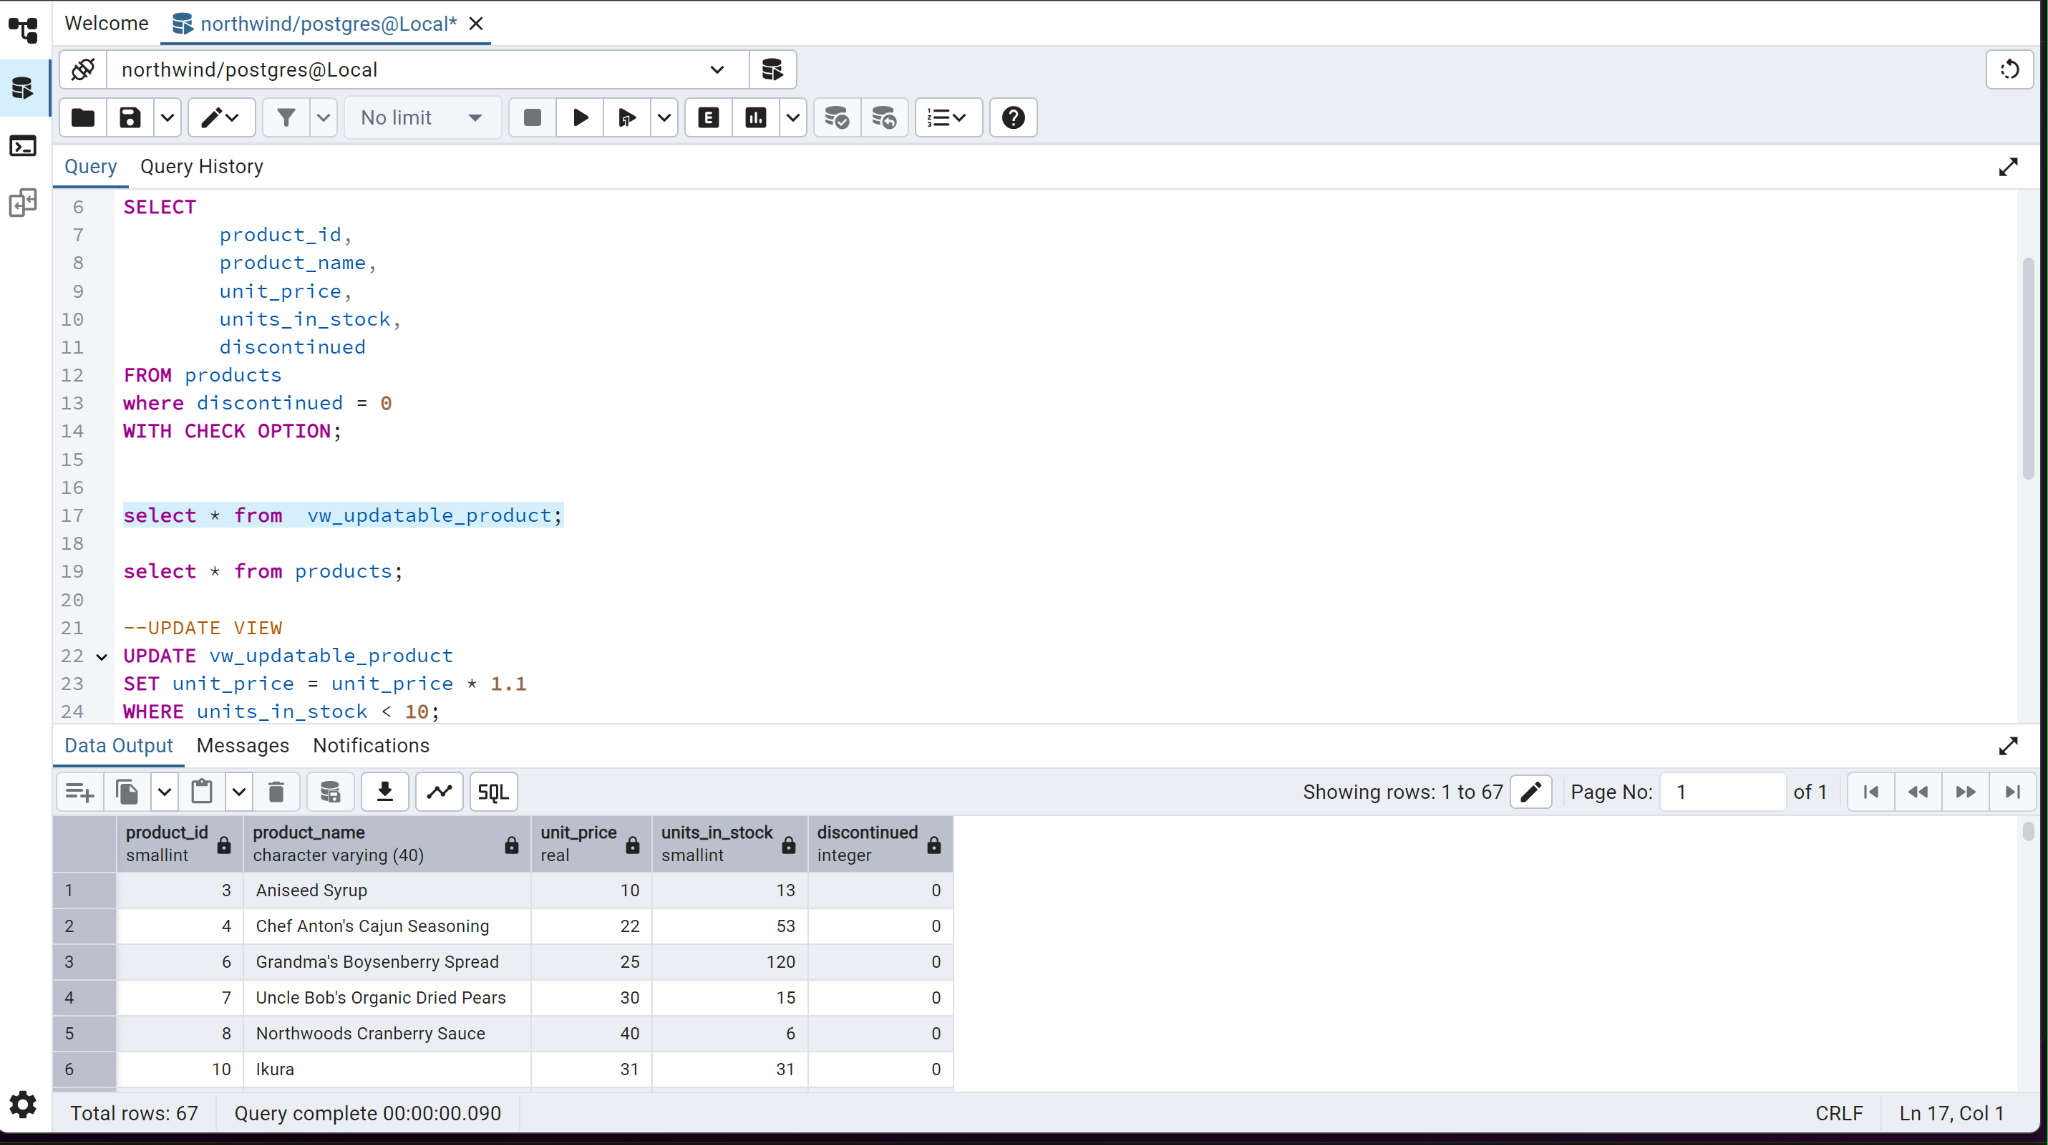 Welcome northwind/postgres@Local*
northwind/postgres@Local
No limit
Query Query History
6 SELECT
7 product_id,
8 product_name,
9 unit_price,
10 units_in_stock,
11 discontinued
12 FROM products
13 where discontinued = 0
14 WITH CHECK OPTION;
15
16
17 select * from  vw_updatable_product;
18
19 select * from products;
20
21 --UPDATE VIEW
22 UPDATE vw_updatable_product
23 SET unit_price = unit_price * 1.1
24 WHERE units_in_stock < 10;
Data Output Messages Notifications
SQL Showing rows: 1 to 67 Page No: 1 of 1
product_id product_name unit_price units_in_stock discontinued
smallint character varying (40) real smallint integer
1 3 Aniseed Syrup 10 13 0
2 4 Chef Anton's Cajun Seasoning 22 53 0
3 6 Grandma's Boysenberry Spread 25 120 0
4 7 Uncle Bob's Organic Dried Pears 30 15 0
5 8 Northwoods Cranberry Sauce 40 6 0
6 10 Ikura 31 31 0
Total rows: 67 Query complete 00:00:00.090 CRLF Ln 17, Col 1